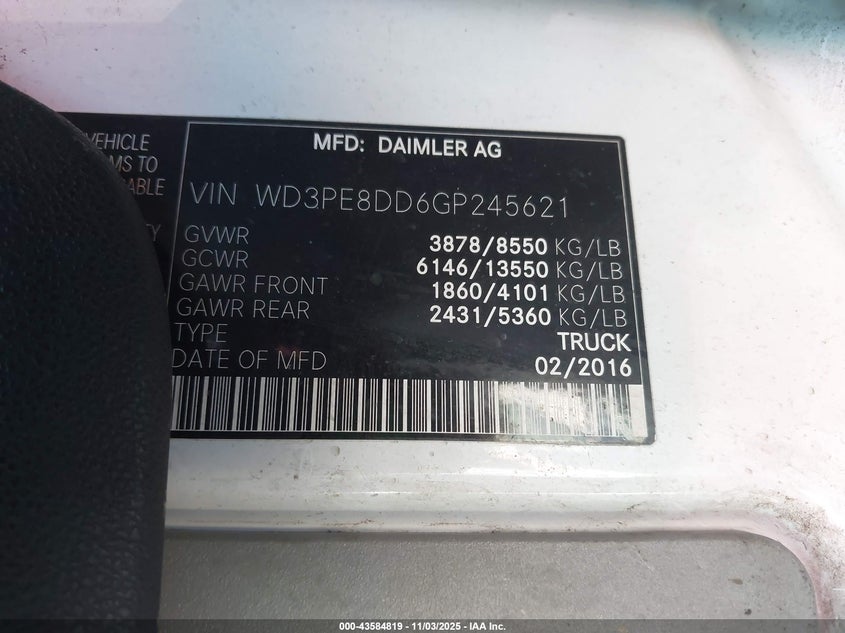 VEHICLE
MS TO
ABLE
TY
MFD: DAIMLER AG
VIN WD3PE8DD6GP245621
GVWR 3878/8550 KG/LB
GCWR 6146/13550 KG/LB
GAWR FRONT 1860/4101 KG/LB
GAWR REAR 2431/5360 KG/LB
TYPE TRUCK
DATE OF MFD 02/2016
000-43584819 - 11/03/2025 - IAA Inc.